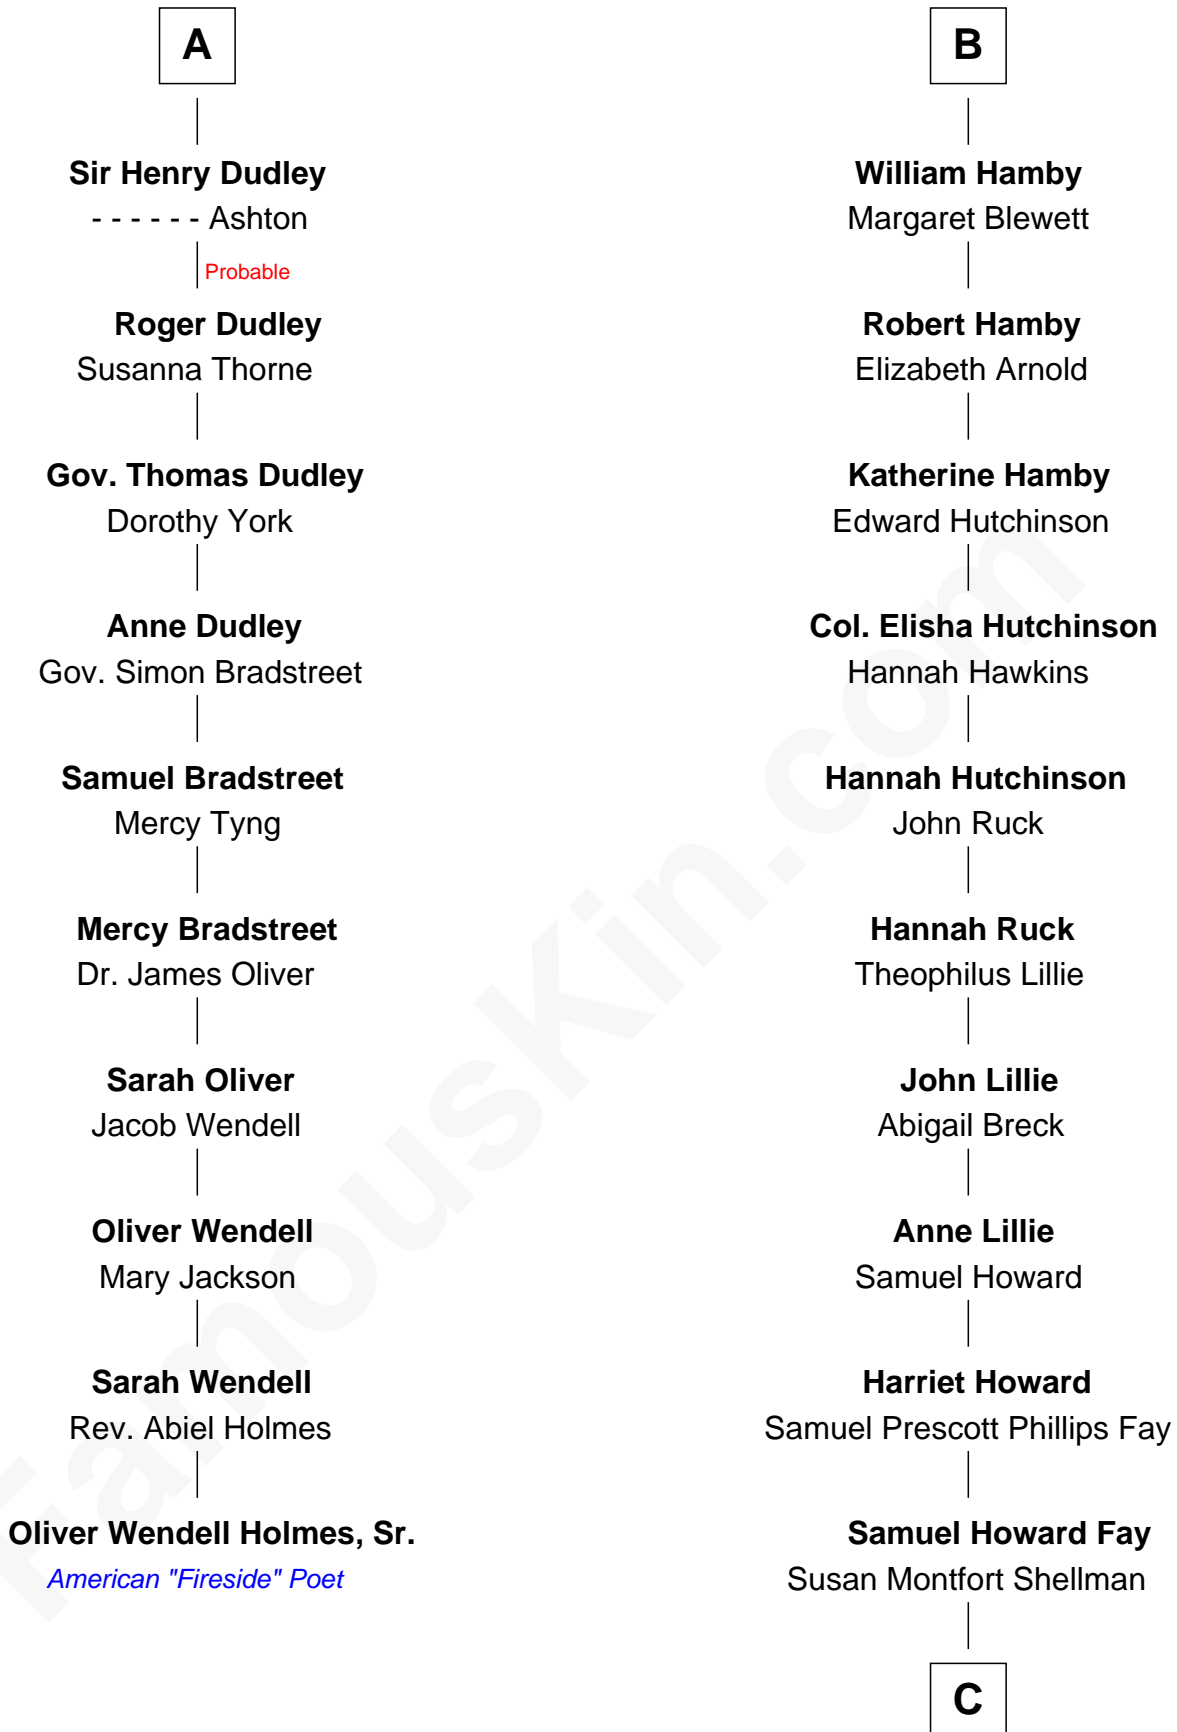 A
Sir Henry Dudley
- - - - - - Ashton
Probable
Roger Dudley
Susanna Thorne
Gov. Thomas Dudley
Dorothy York
Anne Dudley
Gov. Simon Bradstreet
Samuel Bradstreet
Mercy Tyng
Mercy Bradstreet
Dr. James Oliver
Sarah Oliver
Jacob Wendell
Oliver Wendell
Mary Jackson
Sarah Wendell
Rev. Abiel Holmes
Oliver Wendell Holmes, Sr.
American "Fireside" Poet
B
William Hamby
Margaret Blewett
Robert Hamby
Elizabeth Arnold
Katherine Hamby
Edward Hutchinson
Col. Elisha Hutchinson
Hannah Hawkins
Hannah Hutchinson
John Ruck
Hannah Ruck
Theophilus Lillie
John Lillie
Abigail Breck
Anne Lillie
Samuel Howard
Harriet Howard
Samuel Prescott Phillips Fay
Samuel Howard Fay
Susan Montfort Shellman
C
FamousKin.com